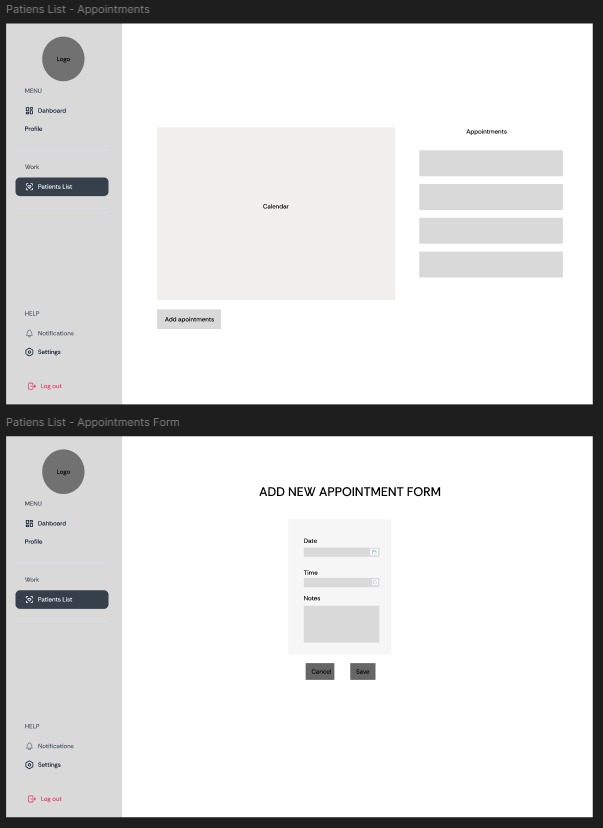 Patiens List - Appointments
Logo
MENU
Dahboard
Profile
Work
Patients List
HELP
Notifications
Settings
Log out
Calendar
Add apointments
Appointments
Patiens List - Appointments Form
Logo
MENU
Dahboard
Profile
Work
Patients List
HELP
Notifications
Settings
Log out
ADD NEW APPOINTMENT FORM
Date
Time
Notes
Cancel
Save